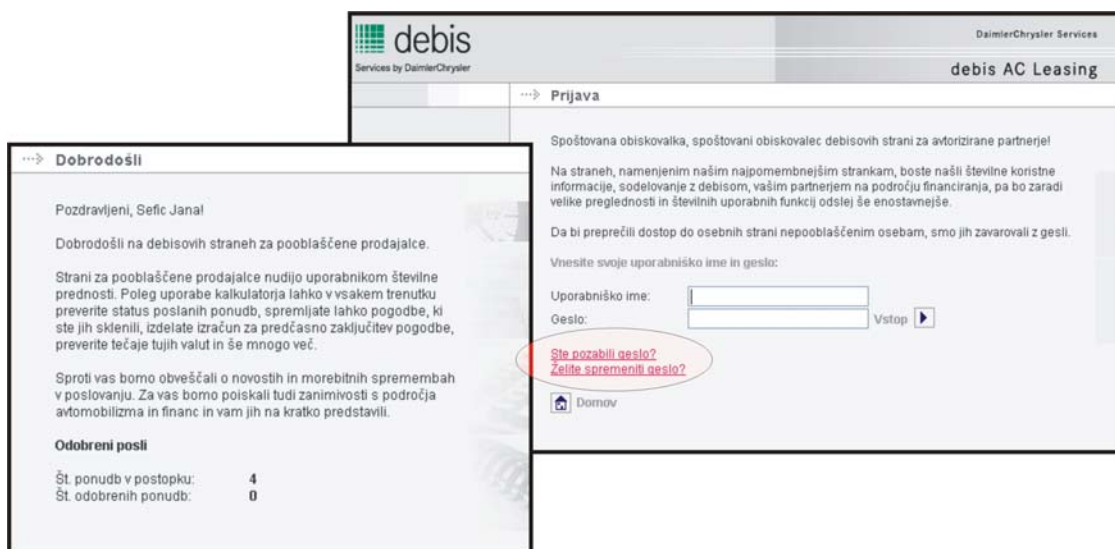 debis
Services by DaimlerChrysler
DaimlerChrysler Services
debis AC Leasing
Prijava
Spoštovana obiskovalka, spoštovani obiskovalec debisovih strani za avtorizirane partnerje!
Na straneh, namenjenim našim najpomembnejšim strankam, boste našli številne koristne
informacije, sodelovanje z debisom, vašim partnerjem na področju financiranja, pa bo zaradi
velike preglednosti in številnih uporabnih funkcij odslej še enostavnejše.
Da bi preprečili dostop do osebnih strani nepooblaščenim osebam, smo jih zavarovali z gesli.
Vnesite svoje uporabniško ime in geslo:
Uporabniško ime:
Geslo:
Vstop
Ste pozabili geslo?
Želite spremeniti geslo?
Domov
Dobrodošli
Pozdravljeni, Sefic Jana!
Dobrodošli na debisovih straneh za pooblaščene prodajalce.
Strani za pooblaščene prodajalce nudijo uporabnikom številne
prednosti. Poleg uporabe kalkulatorja lahko v vsakem trenutku
preverite status poslanih ponudb, spremljate lahko pogodbe, ki
ste jih sklenili, izdelate izračun za predčasno zaključitev pogodbe,
preverite tečaje tujih valut in še mnogo več.
Sproti vas bomo obveščali o novostih in morebitnih spremembah
v poslovanju. Za vas bomo poiskali tudi zanimivosti s področja
avtomobilizma in financ in vam jih na kratko predstavili.
Odobreni posli
Št. ponudb v postopku: 4
Št. odobrenih ponudb: 0